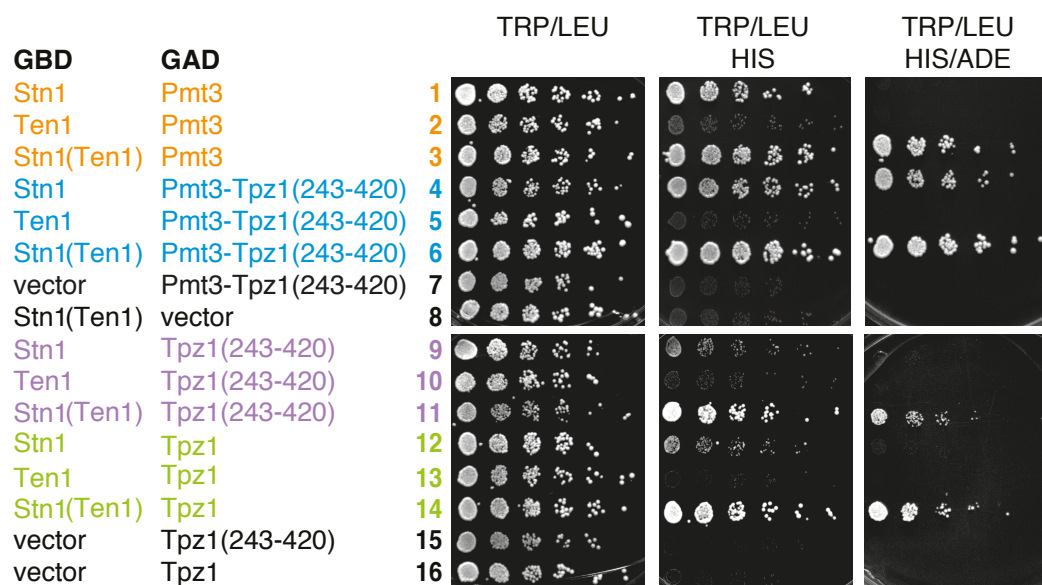 TRP/LEU TRP/LEU TRP/LEU
HIS HIS/ADE
GBD GAD
Stn1 Pmt3 1
Ten1 Pmt3 2
Stn1(Ten1) Pmt3 3
Stn1 Pmt3-Tpz1(243-420) 4
Ten1 Pmt3-Tpz1(243-420) 5
Stn1(Ten1) Pmt3-Tpz1(243-420) 6
vector Pmt3-Tpz1(243-420) 7
Stn1(Ten1) vector 8
Stn1 Tpz1(243-420) 9
Ten1 Tpz1(243-420) 10
Stn1(Ten1) Tpz1(243-420) 11
Stn1 Tpz1 12
Ten1 Tpz1 13
Stn1(Ten1) Tpz1 14
vector Tpz1(243-420) 15
vector Tpz1 16